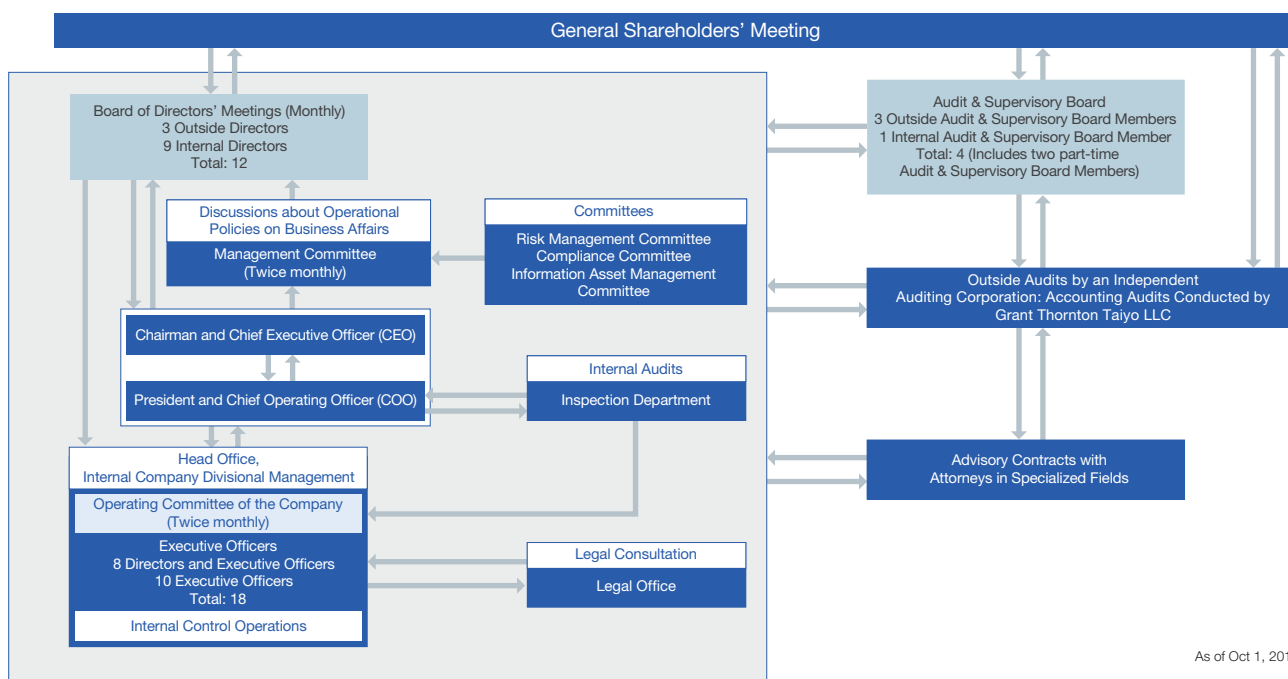 General Shareholders' Meeting
Board of Directors' Meetings (Monthly)
3 Outside Directors
9 Internal Directors
Total: 12
Audit & Supervisory Board
3 Outside Audit & Supervisory Board Members
1 Internal Audit & Supervisory Board Member
Total: 4 (Includes two part-time
Audit & Supervisory Board Members)
Discussions about Operational
Policies on Business Affairs
Management Committee
(Twice monthly)
Committees
Risk Management Committee
Compliance Committee
Information Asset Management
Committee
Outside Audits by an Independent
Auditing Corporation: Accounting Audits Conducted by
Grant Thornton Taiyo LLC
Chairman and Chief Executive Officer (CEO)
President and Chief Operating Officer (COO)
Internal Audits
Inspection Department
Head Office,
Internal Company Divisional Management
Operating Committee of the Company
(Twice monthly)
Executive Officers
8 Directors and Executive Officers
10 Executive Officers
Total: 18
Internal Control Operations
Legal Consultation
Legal Office
Advisory Contracts with
Attorneys in Specialized Fields
As of Oct 1,